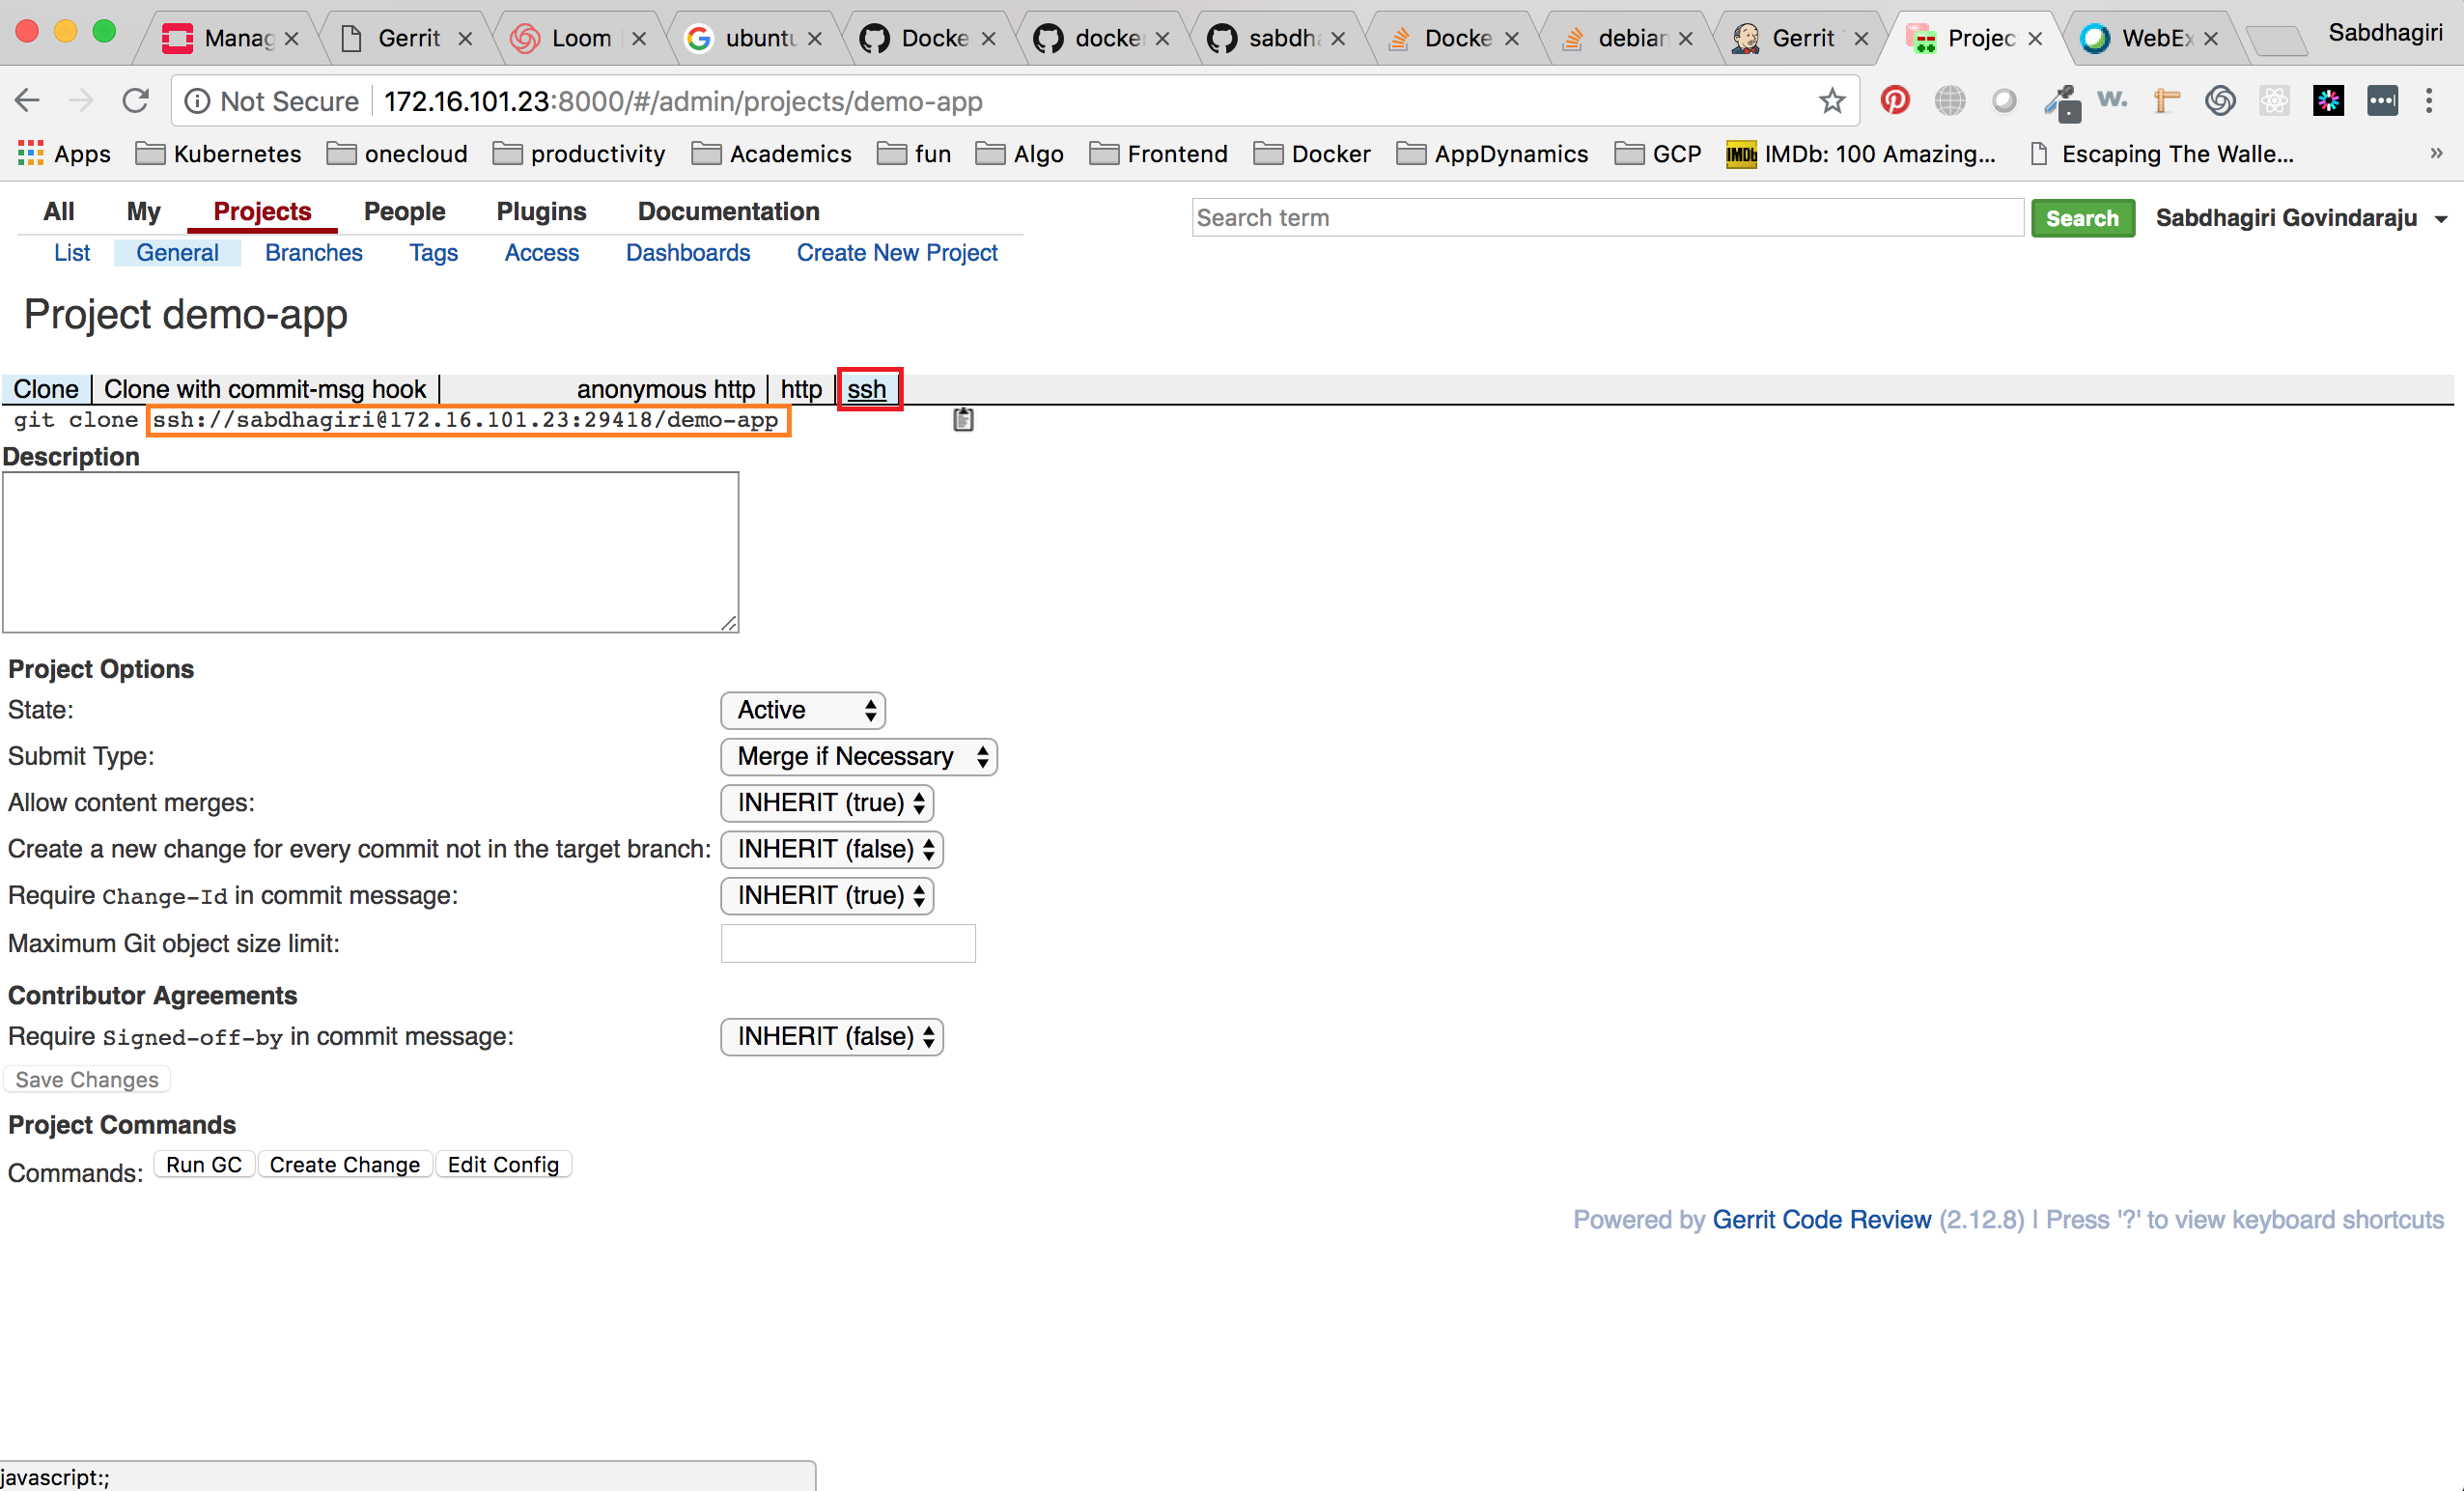 Manag Gerrit Loom ubuntu Docke docker sabdha Docke debian Gerrit Projec WebEx Sabdhagiri
Not Secure 172.16.101.23:8000/#/admin/projects/demo-app
Apps Kubernetes onecloud productivity Academics fun Algo Frontend Docker AppDynamics GCP IMDb IMDb: 100 Amazing... Escaping The Walle... »
All My Projects People Plugins Documentation Search term Search Sabdhagiri Govindaraju
List General Branches Tags Access Dashboards Create New Project
Project demo-app
Clone Clone with commit-msg hook anonymous http http ssh
git clone ssh://sabdhagiri@172.16.101.23:29418/demo-app
Description
Project Options
State: Active
Submit Type: Merge if Necessary
Allow content merges: INHERIT (true)
Create a new change for every commit not in the target branch: INHERIT (false)
Require Change-Id in commit message: INHERIT (true)
Maximum Git object size limit:
Contributor Agreements
Require Signed-off-by in commit message: INHERIT (false)
Save Changes
Project Commands
Commands: Run GC Create Change Edit Config
Powered by Gerrit Code Review (2.12.8) | Press '?' to view keyboard shortcuts
javascript:;